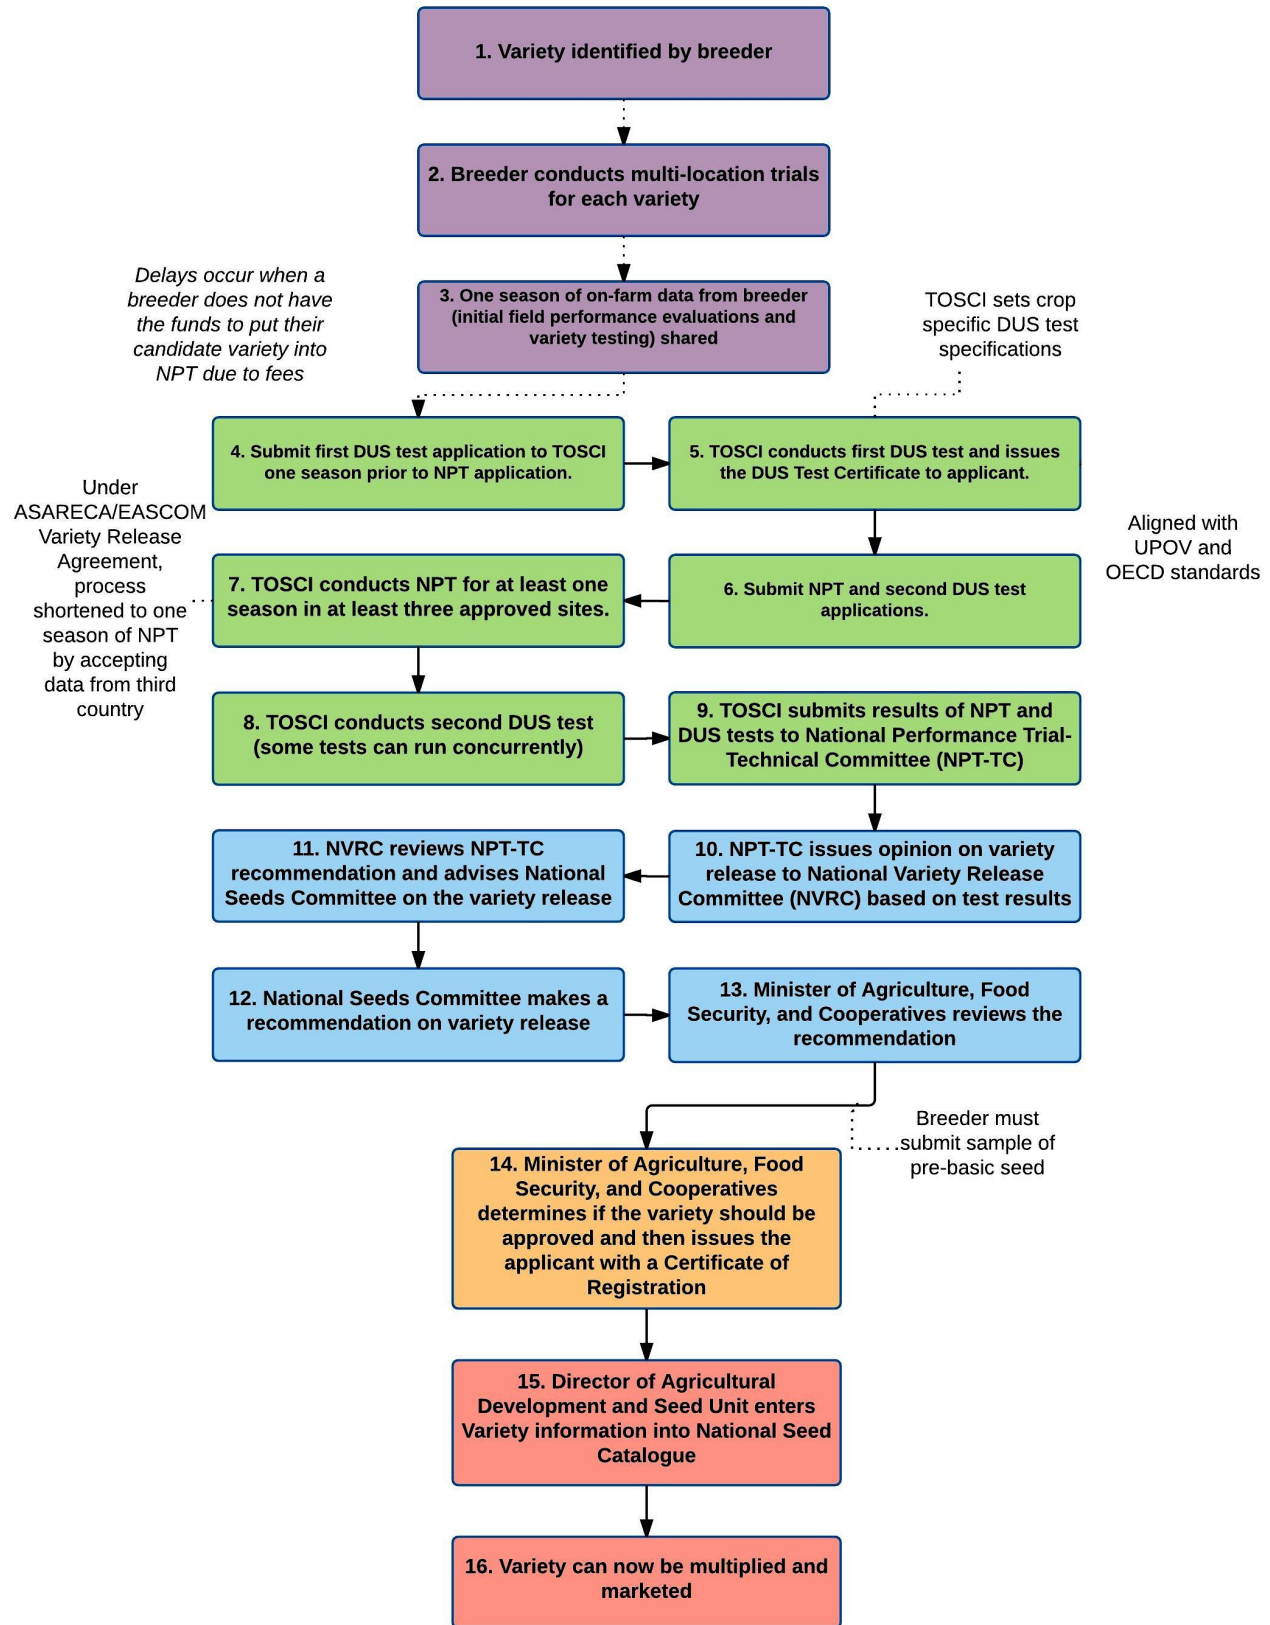 1. Variety identified by breeder
2. Breeder conducts multi-location trials
for each variety
Delays occur when a
breeder does not have
the funds to put their
candidate variety into
NPT due to fees
3. One season of on-farm data from breeder
(initial field performance evaluations and
variety testing) shared
TOSCI sets crop
specific DUS test
specifications
4. Submit first DUS test application to TOSCI
one season prior to NPT application.
5. TOSCI conducts first DUS test and issues
the DUS Test Certificate to applicant.
Under
ASARECA/EASCOM
Variety Release
Agreement,
process
shortened to one
season of NPT
by accepting
data from third
country
Aligned with
UPOV and
OECD standards
6. Submit NPT and second DUS test
applications.
7. TOSCI conducts NPT for at least one
season in at least three approved sites.
8. TOSCI conducts second DUS test
(some tests can run concurrently)
9. TOSCI submits results of NPT and
DUS tests to National Performance Trial-
Technical Committee (NPT-TC)
10. NPT-TC issues opinion on variety
release to National Variety Release
Committee (NVRC) based on test results
11. NVRC reviews NPT-TC
recommendation and advises National
Seeds Committee on the variety release
12. National Seeds Committee makes a
recommendation on variety release
13. Minister of Agriculture, Food
Security, and Cooperatives reviews the
recommendation
Breeder must
submit sample of
pre-basic seed
14. Minister of Agriculture, Food
Security, and Cooperatives
determines if the variety should be
approved and then issues the
applicant with a Certificate of
Registration
15. Director of Agricultural
Development and Seed Unit enters
Variety information into National Seed
Catalogue
16. Variety can now be multiplied and
marketed